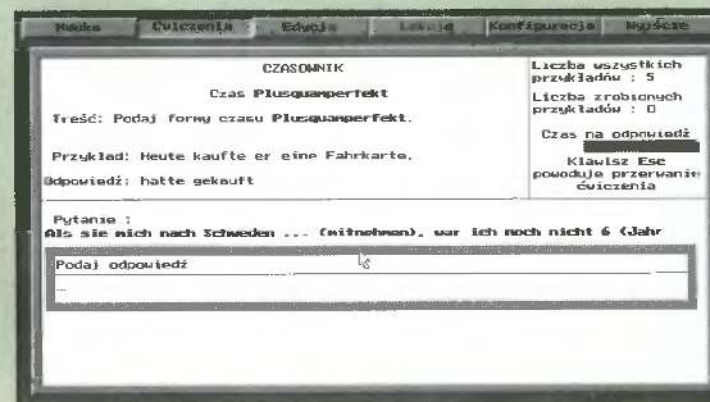 Nauka Ćwiczenia Edycja Lekcje Konfiguracja Wyjście
CZASOWNIK
Czas Plusquamperfekt
Treść: Podaj formy czasu Plusquamperfekt.
Przykład: Heute kaufte er eine Fahrkarte.
Odpowiedź: hatte gekauft
Liczba wszystkich
przykładów : 5
Liczba zrobionych
przykładów : 0
Czas na odpowiedź
Klawisz Esc
powoduje przerwanie
ćwiczenia
Pytanie :
Als sie mich nach Schweden ... (mitnehmen), war ich noch nicht 6 (Jahr
Podaj odpowiedź